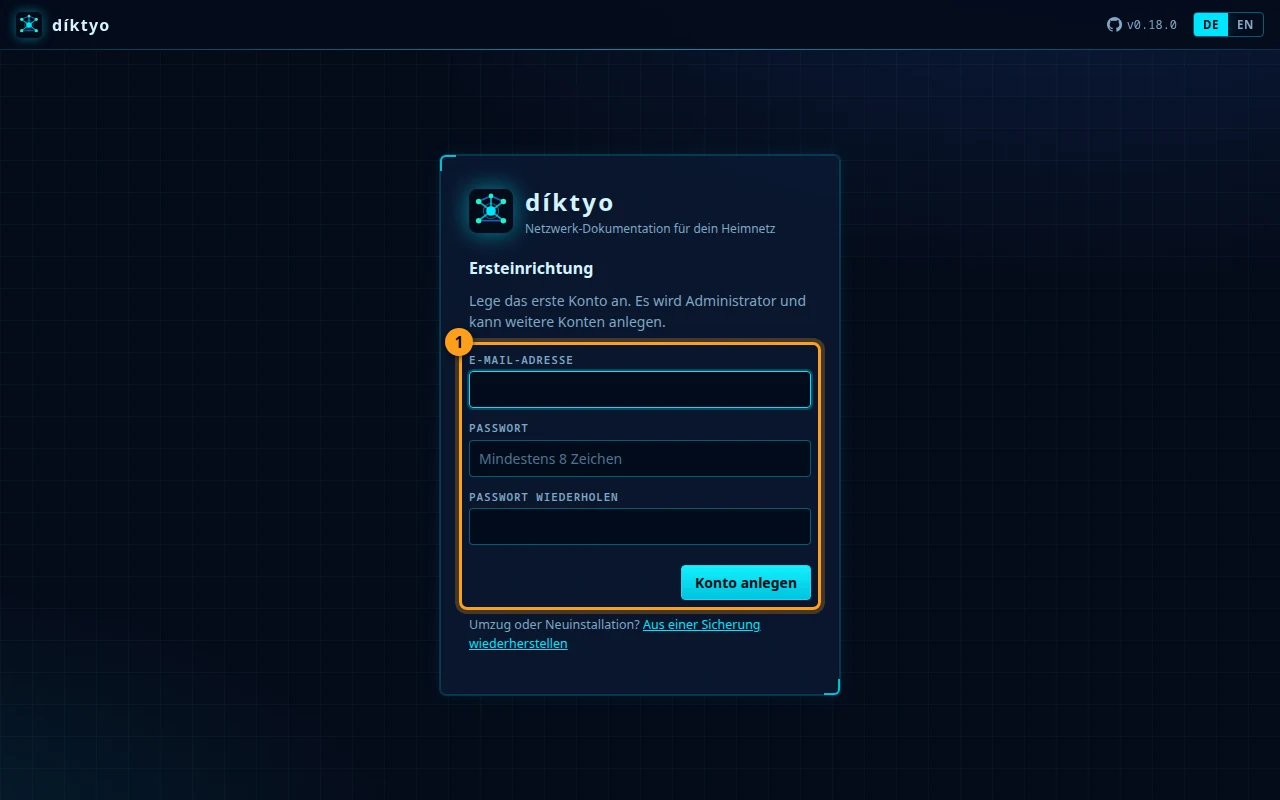 díktyo
v0.18.0
DE
EN
díktyo
Netzwerk-Dokumentation für dein Heimnetz
Ersteinrichtung
Lege das erste Konto an. Es wird Administrator und
kann weitere Konten anlegen.
1
E-MAIL-ADRESSE
PASSWORT
Mindestens 8 Zeichen
PASSWORT WIEDERHOLEN
Konto anlegen
Umzug oder Neuinstallation? Aus einer Sicherung
wiederherstellen